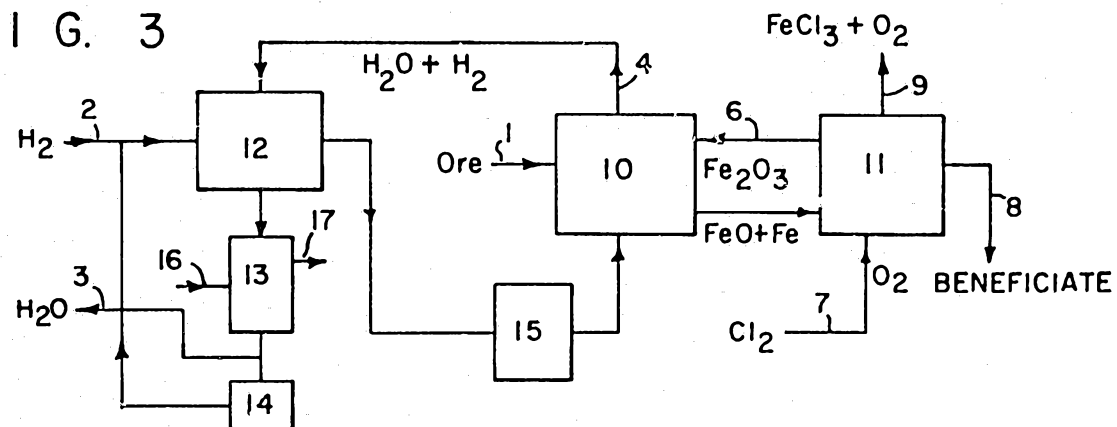 I G. 3
FeCl3 + O2
H2O + H2
4
9
2
H2
12
Ore
1
10
6
Fe2O3
11
8
FeO+Fe
17
16
13
3
H2O
15
O2
BENEFICIATE
7
Cl2
14